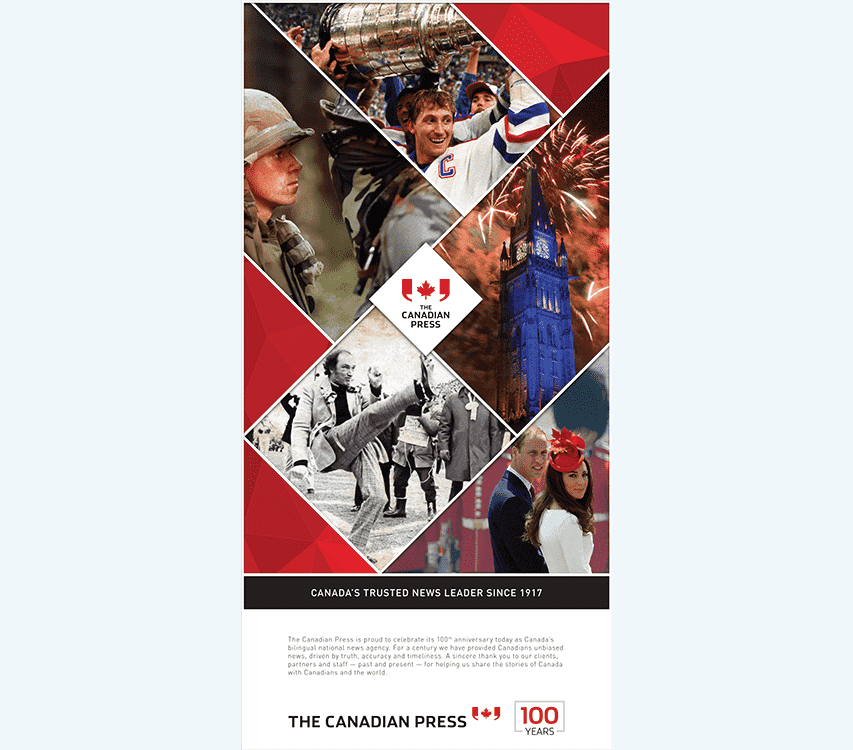 C
THE
CANADIAN
PRESS
CANADA'S TRUSTED NEWS LEADER SINCE 1917
The Canadian Press is proud to celebrate its 100th anniversary today as Canada's
bilingual national news agency. For a century we have provided Canadians unbiased
news, driven by truth, accuracy and timeliness. A sincere thank you to our clients,
partners and staff — past and present — for helping us share the stories of Canada
with Canadians and the world.
THE CANADIAN PRESS
100
YEARS